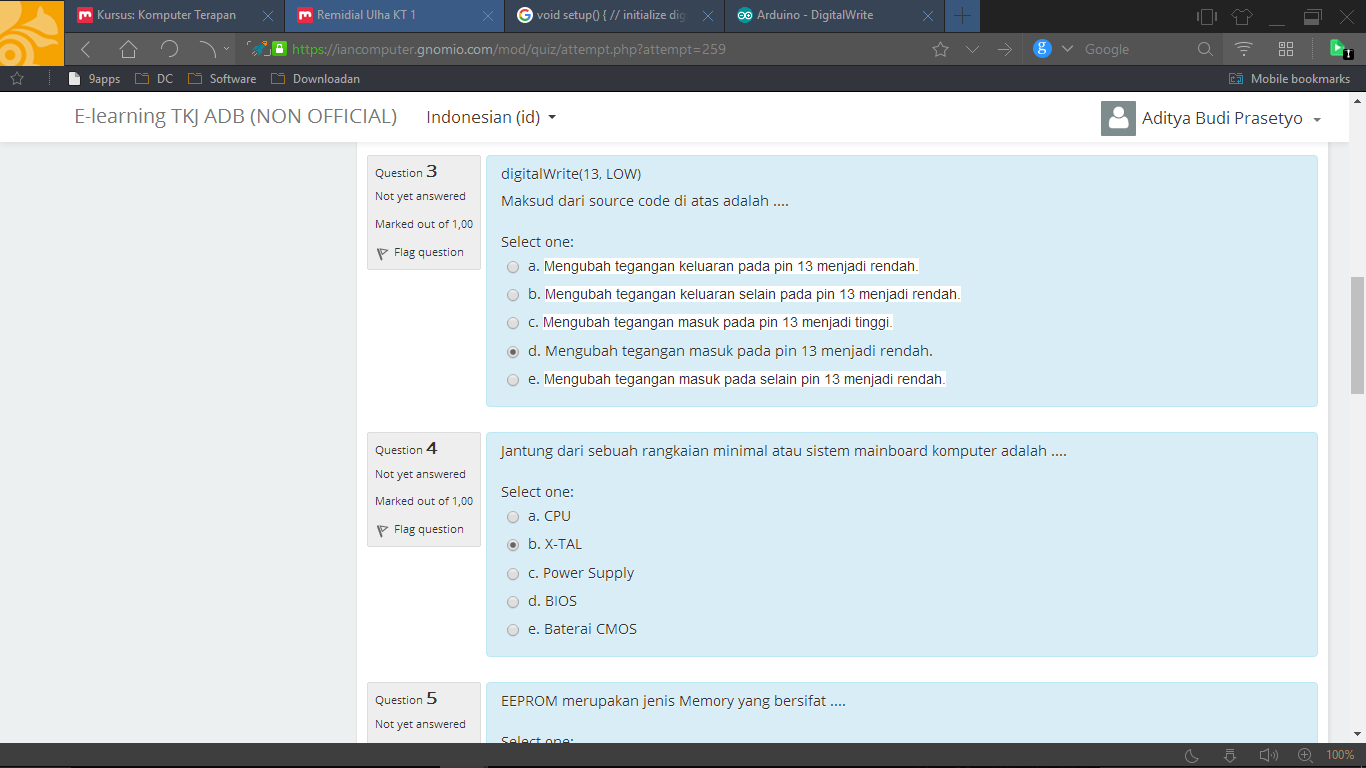 Kursus: Komputer Terapan
Remidial Ulha KT 1
void setup() { // initialize dig
Arduino - DigitalWrite
https://iancomputer.gnomio.com/mod/quiz/attempt.php?attempt=259
g
Google
9apps
DC
Software
Downloadan
Mobile bookmarks
E-learning TKJ ADB (NON OFFICIAL)
Indonesian (id)
Aditya Budi Prasetyo
Question 3
Not yet answered
Marked out of 1,00
Flag question
digitalWrite(13, LOW)
Maksud dari source code di atas adalah ....
Select one:
a. Mengubah tegangan keluaran pada pin 13 menjadi rendah.
b. Mengubah tegangan keluaran selain pada pin 13 menjadi rendah.
c. Mengubah tegangan masuk pada pin 13 menjadi tinggi.
d. Mengubah tegangan masuk pada pin 13 menjadi rendah.
e. Mengubah tegangan masuk pada selain pin 13 menjadi rendah.
Question 4
Not yet answered
Marked out of 1,00
Flag question
Jantung dari sebuah rangkaian minimal atau sistem mainboard komputer adalah ....
Select one:
a. CPU
b. X-TAL
c. Power Supply
d. BIOS
e. Baterai CMOS
Question 5
Not yet answered
EEPROM merupakan jenis Memory yang bersifat ....
Select one:
100%